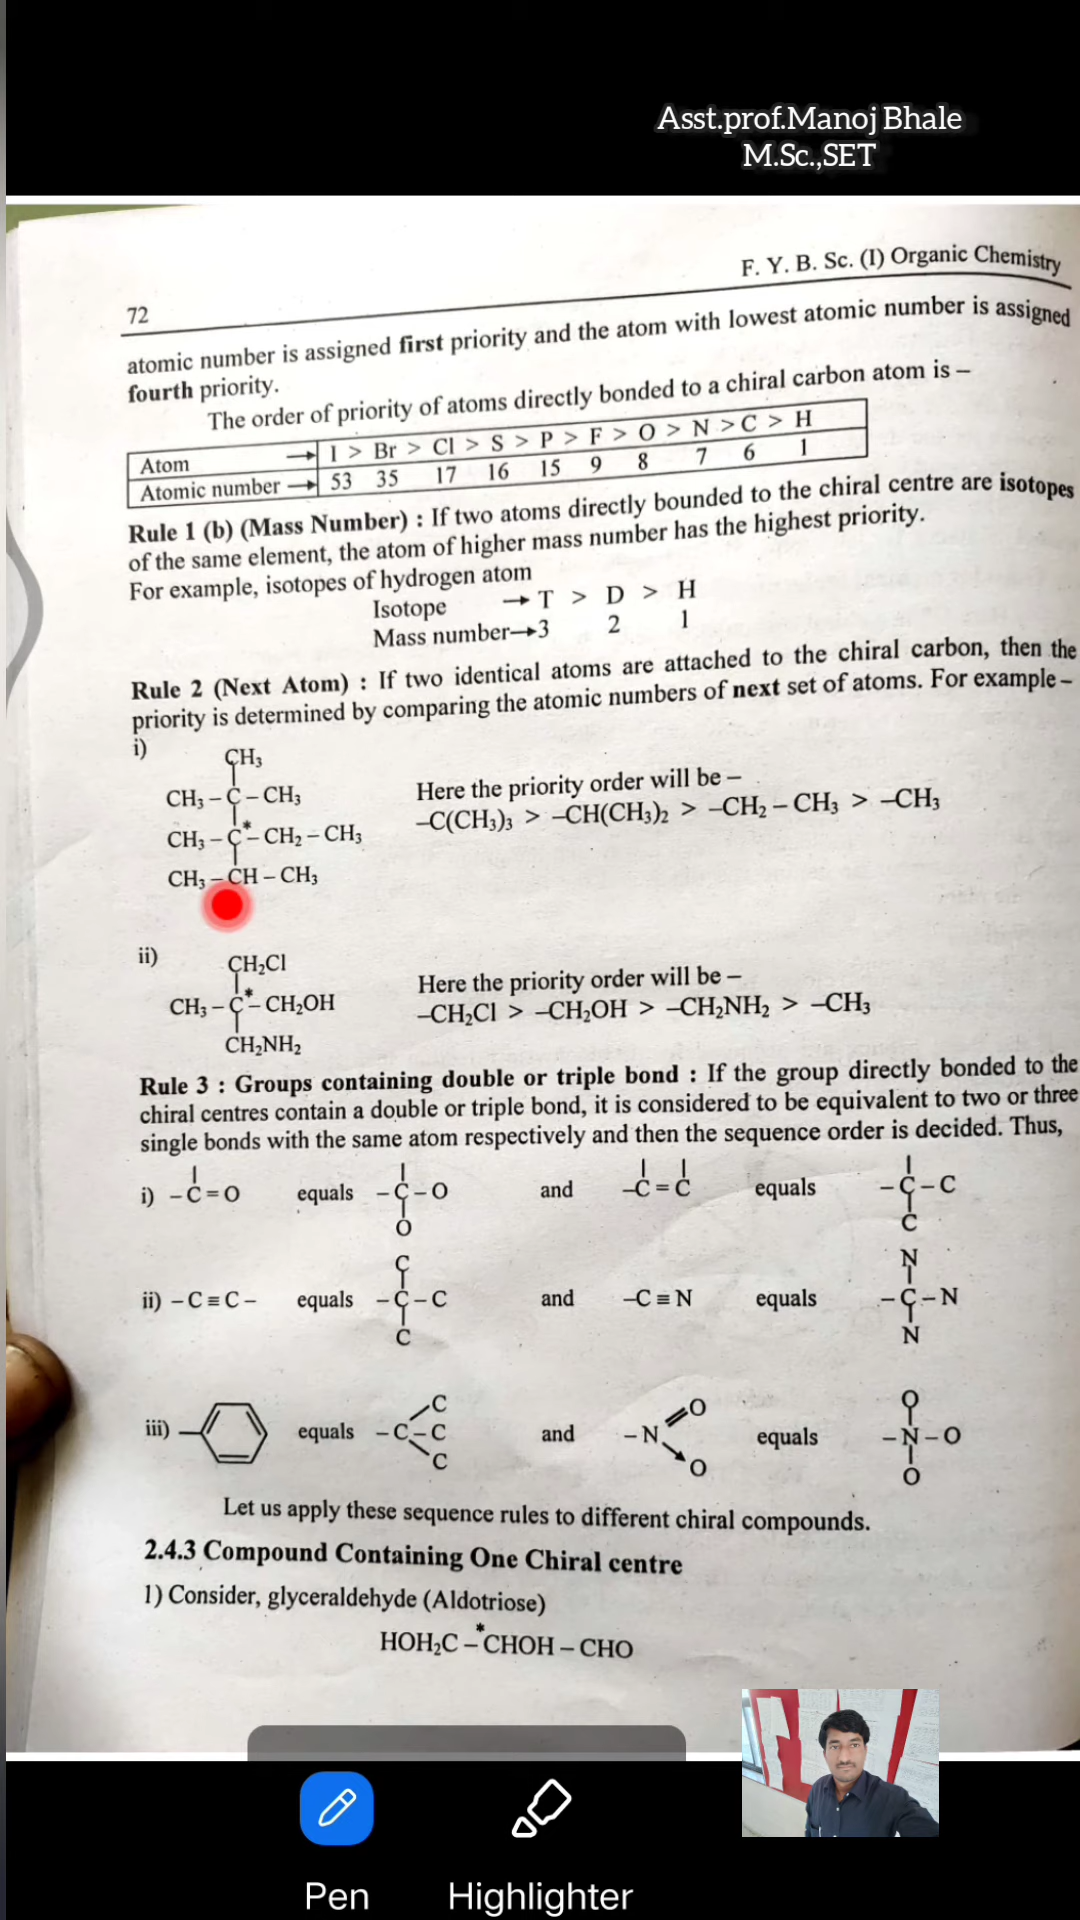 Asst.prof.Manoj Bhale
M.Sc.,SET
F. Y. B. Sc. (I) Organic Chemistry
72
atomic number is assigned first priority and the atom with lowest atomic number is assigned
fourth priority.
The order of priority of atoms directly bonded to a chiral carbon atom is –
Atom → I > Br > Cl > S > P > F > O > N > C > H
Atomic number → 53 35 17 16 15 9 8 7 6 1
Rule 1 (b) (Mass Number) : If two atoms directly bounded to the chiral centre are isotopes
of the same element, the atom of higher mass number has the highest priority.
For example, isotopes of hydrogen atom
Isotope → T > D > H
Mass number→3 2 1
Rule 2 (Next Atom) : If two identical atoms are attached to the chiral carbon, then the
priority is determined by comparing the atomic numbers of next set of atoms. For example –
i)
CH₃
CH₃ – C – CH₃
CH₃ – C* – CH₂ – CH₃
CH₃ – CH – CH₃
Here the priority order will be –
–C(CH₃)₃ > –CH(CH₃)₂ > –CH₂ – CH₃ > –CH₃
ii)
CH₂Cl
CH₃ – C* – CH₂OH
CH₂NH₂
Here the priority order will be –
–CH₂Cl > –CH₂OH > –CH₂NH₂ > –CH₃
Rule 3 : Groups containing double or triple bond : If the group directly bonded to the
chiral centres contain a double or triple bond, it is considered to be equivalent to two or three
single bonds with the same atom respectively and then the sequence order is decided. Thus,
i) – C = O equals – C – O and –C = C equals – C – C
O C
C N
ii) – C ≡ C – equals – C – C and –C ≡ N equals – C – N
C N
C O O
iii) equals – C – C and – N equals – N – O
C O O
Let us apply these sequence rules to different chiral compounds.
2.4.3 Compound Containing One Chiral centre
1) Consider, glyceraldehyde (Aldotriose)
HOH₂C – *CHOH – CHO
Pen Highlighter